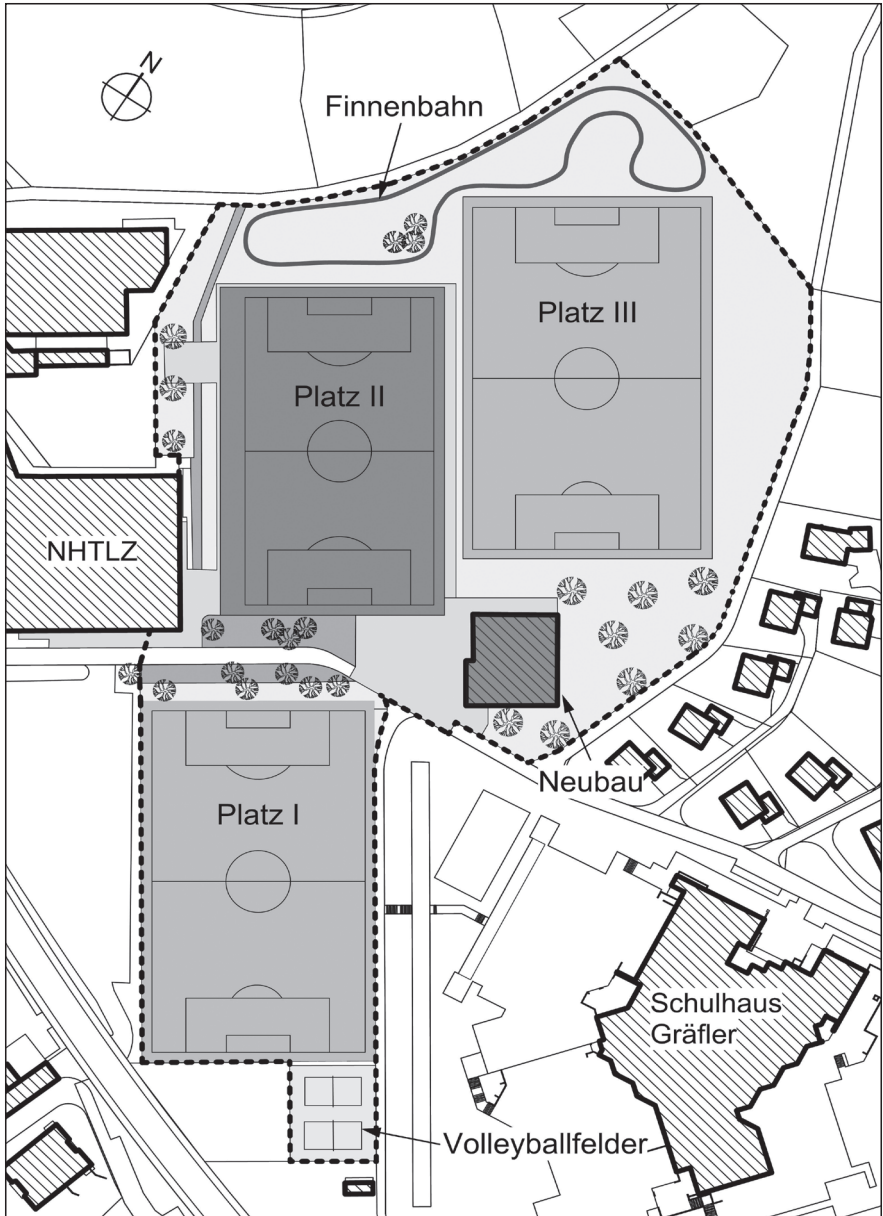 N
Finnenbahn
Platz III
Platz II
NHTLZ
Neubau
Platz I
Schulhaus
Gräfler
Volleyballfelder